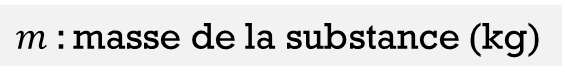 m : masse de la substance (kg)